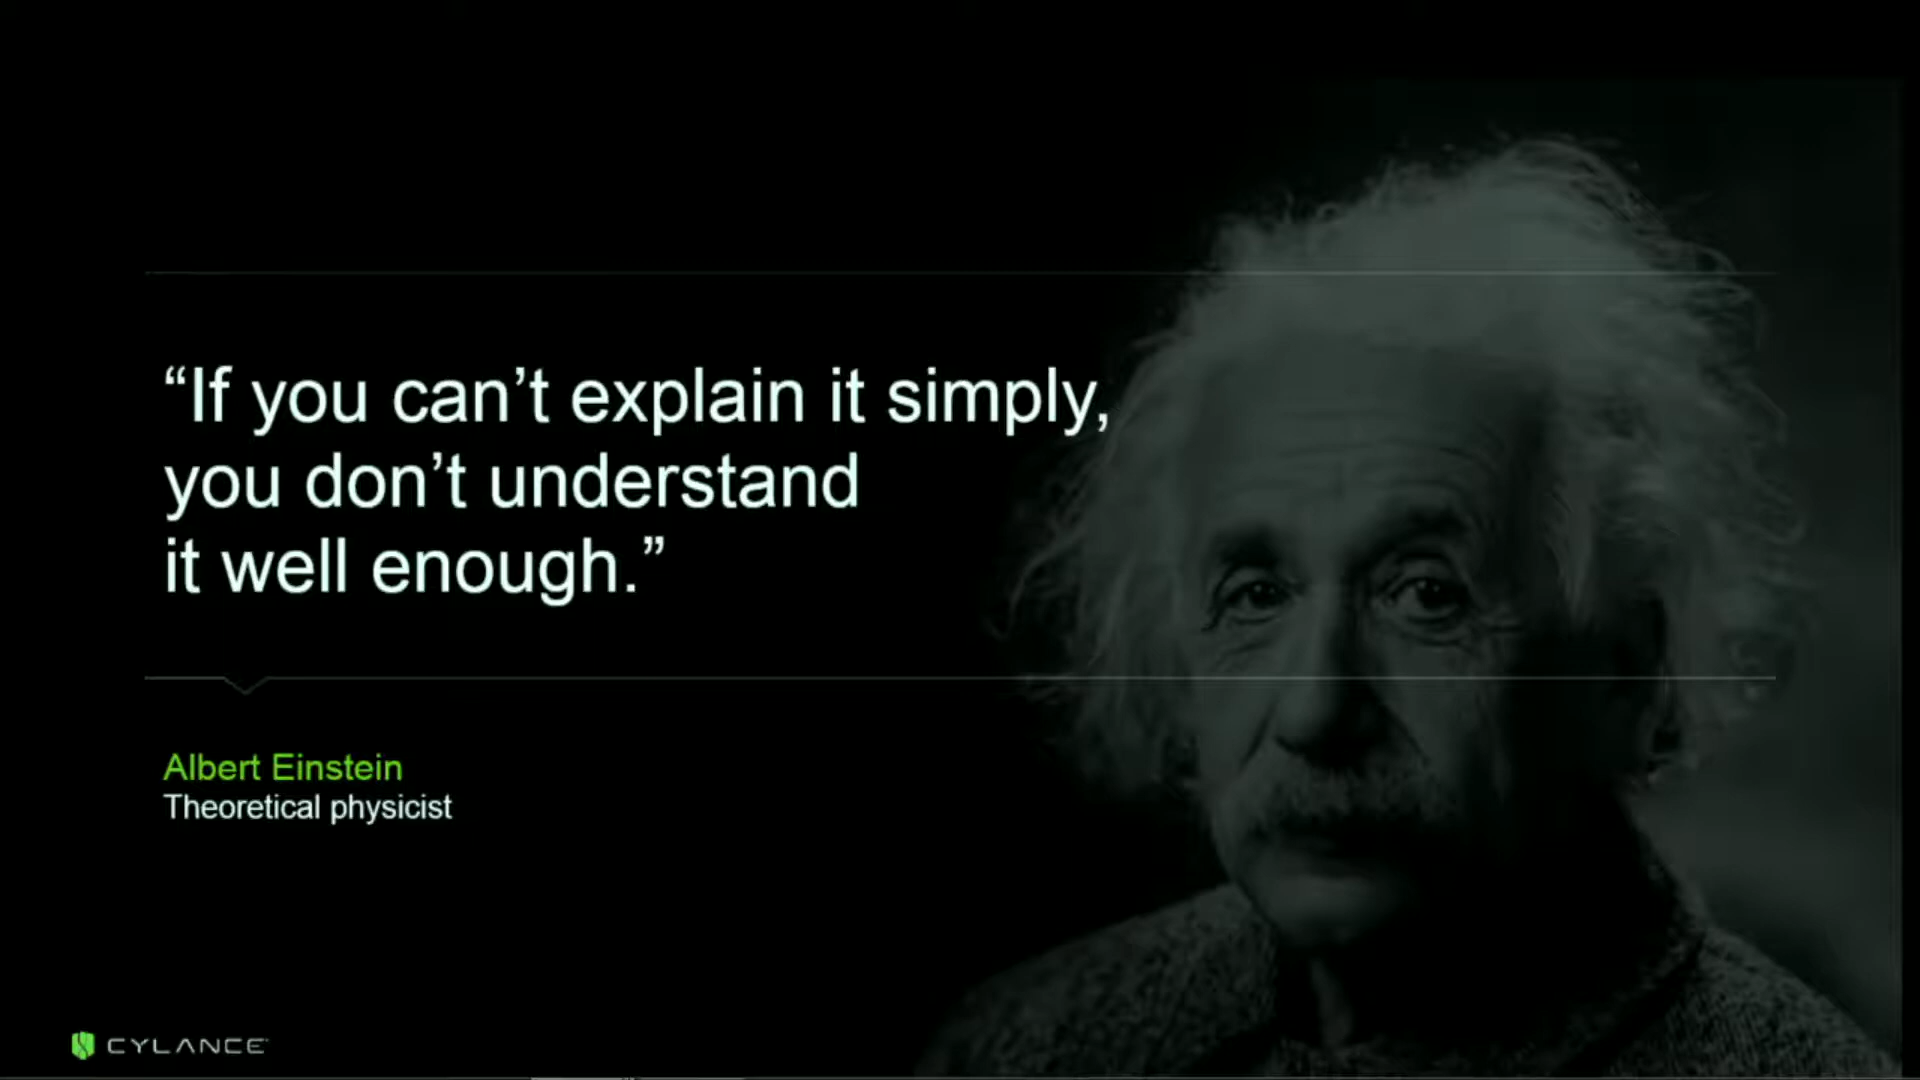 “If you can’t explain it simply,
you don’t understand
it well enough.”
Albert Einstein
Theoretical physicist
CYLANCE